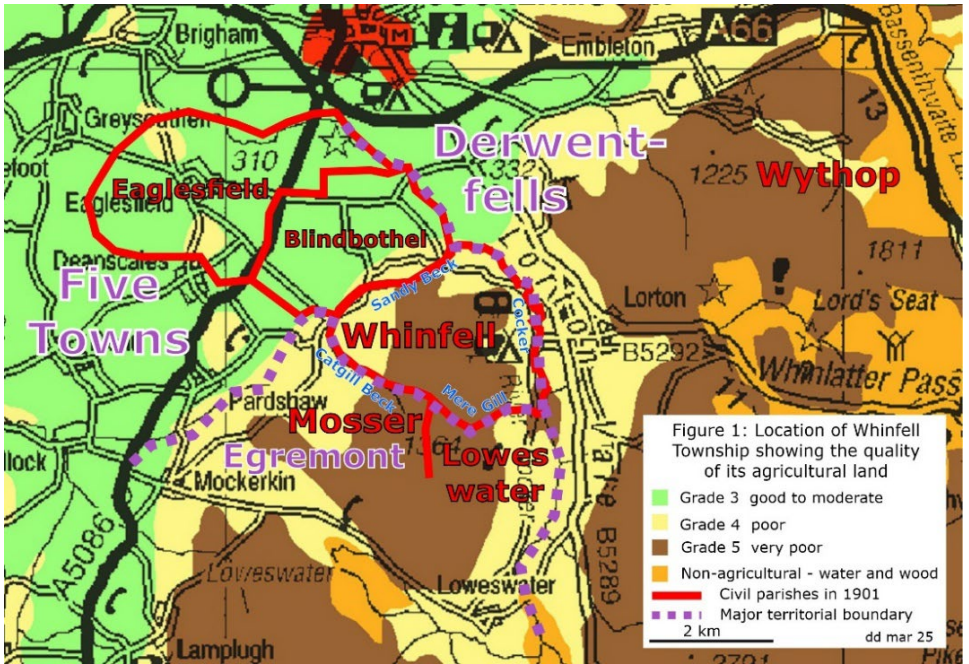 Brigham
A66
Embleton
Bassenthwaite
Greysouthen
Derwent-
fells
13
310
1225
Wythop
Eaglesfield
Eaglesfield
Blindbothel
Deanscales
1811
Five
Towns
Sandy Beck
Cocker
Lorton
Lord's Seat
Whinfell
B5292
Whinlatter Pass
Catgill Beck
Mere Gill
Pardshaw
Mosser
Egremont
Lowes
water
Mockerkin
A5086
Loweswater
Loweswater
B5289
Lamplugh
Figure 1: Location of Whinfell
Township showing the quality
of its agricultural land
Grade 3 good to moderate
Grade 4 poor
Grade 5 very poor
Non-agricultural - water and wood
Civil parishes in 1901
Major territorial boundary
2 km
dd mar 25